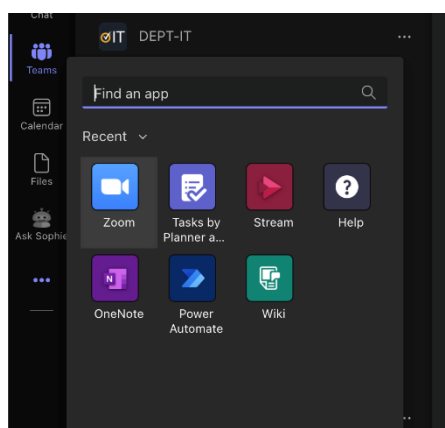 Chat
IT DEPT-IT
Teams
Find an app
Calendar
Recent
Files
Zoom
Tasks by
Planner a...
Stream
Help
Ask Sophie
N
OneNote
Power
Automate
Wiki